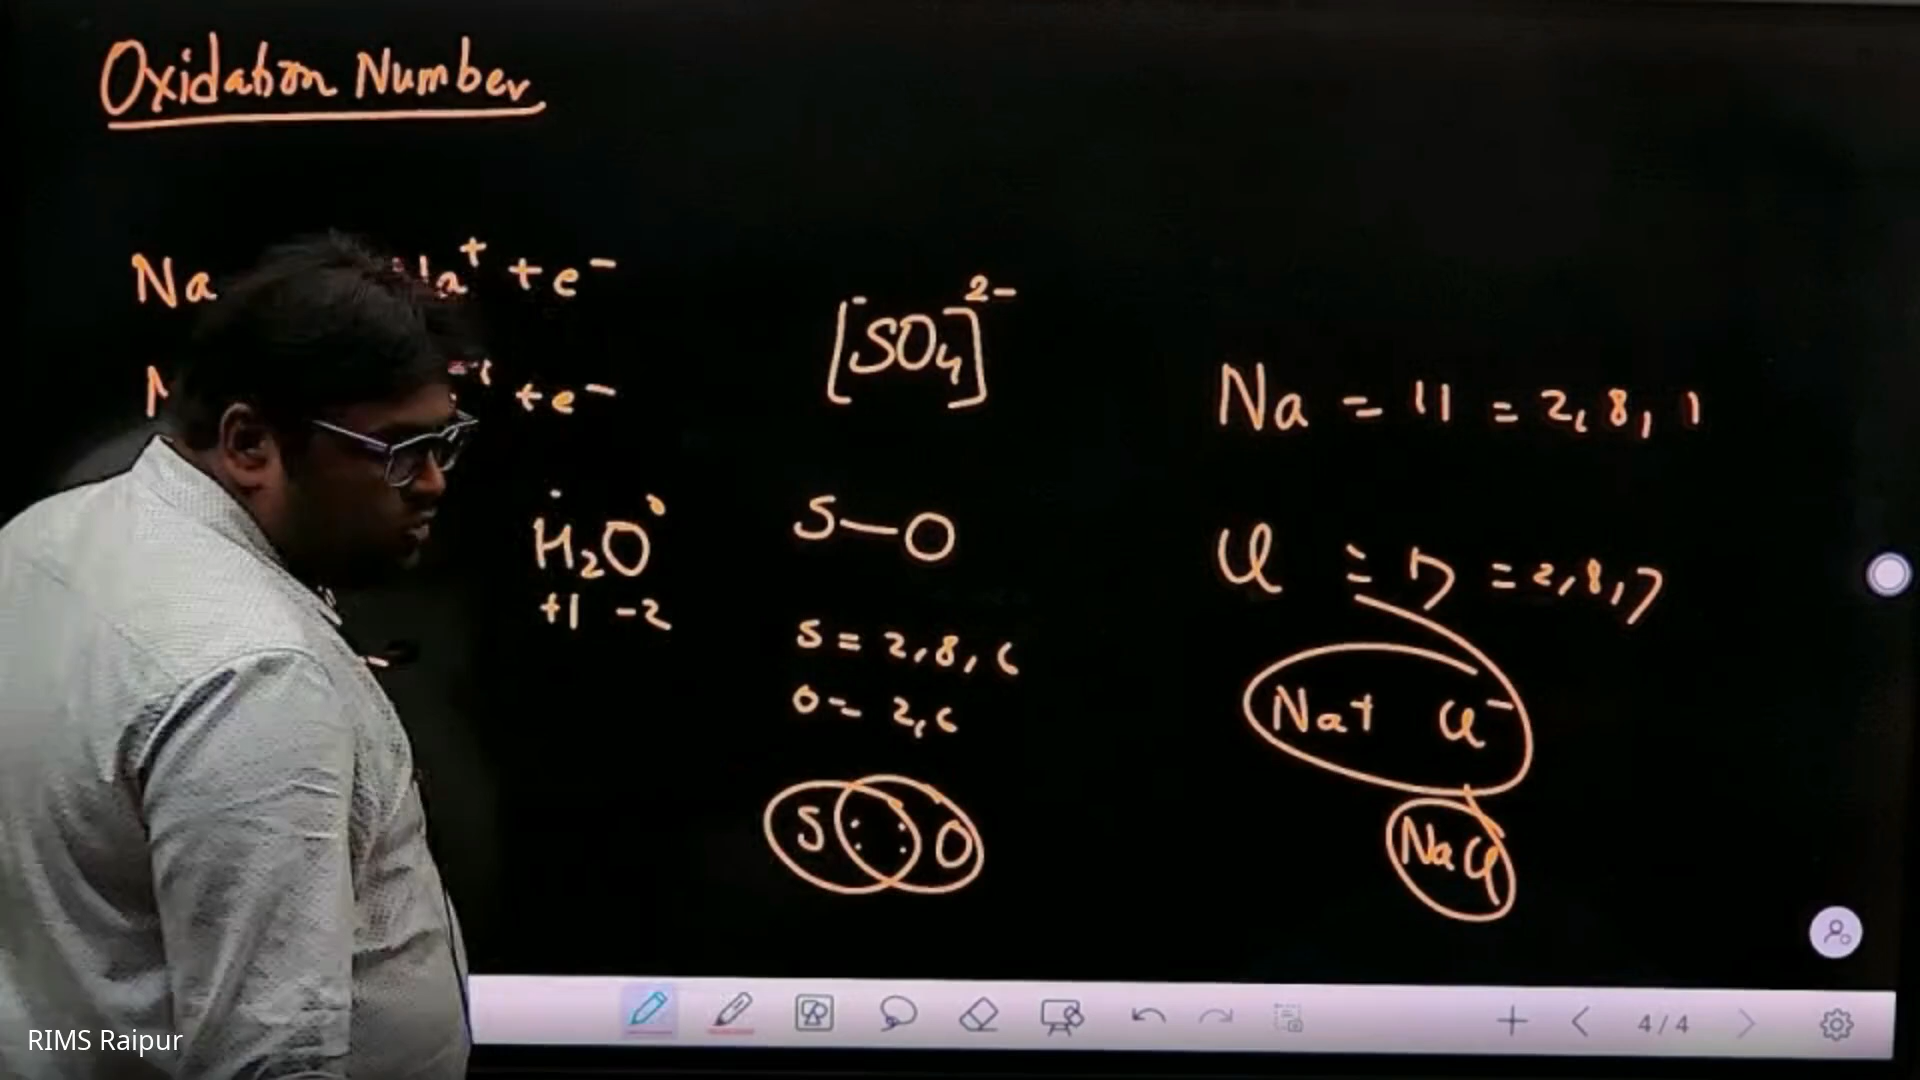 Oxidation Number
Na Na⁺ + e⁻
+ e⁻
[SO₄]²⁻
Na = 11 = 2, 8, 1
H₂O
+1 -2
S—O
Cl = 17 = 2, 8, 7
S = 2, 8, 6
O = 2, 6
Na+ Cl⁻
S : : O
NaCl
4/4
RIMS Raipur